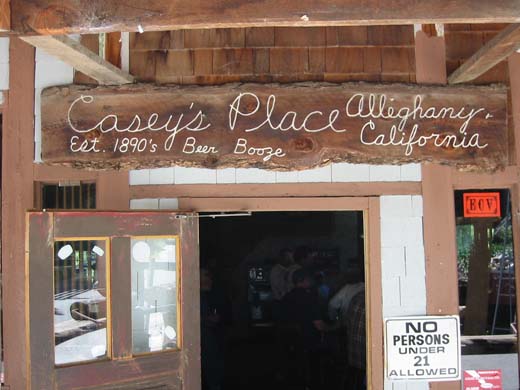 Casey's Place Alleghany,
Est. 1890's Beer Booze California
ECV
NO
PERSONS
UNDER
21
ALLOWED